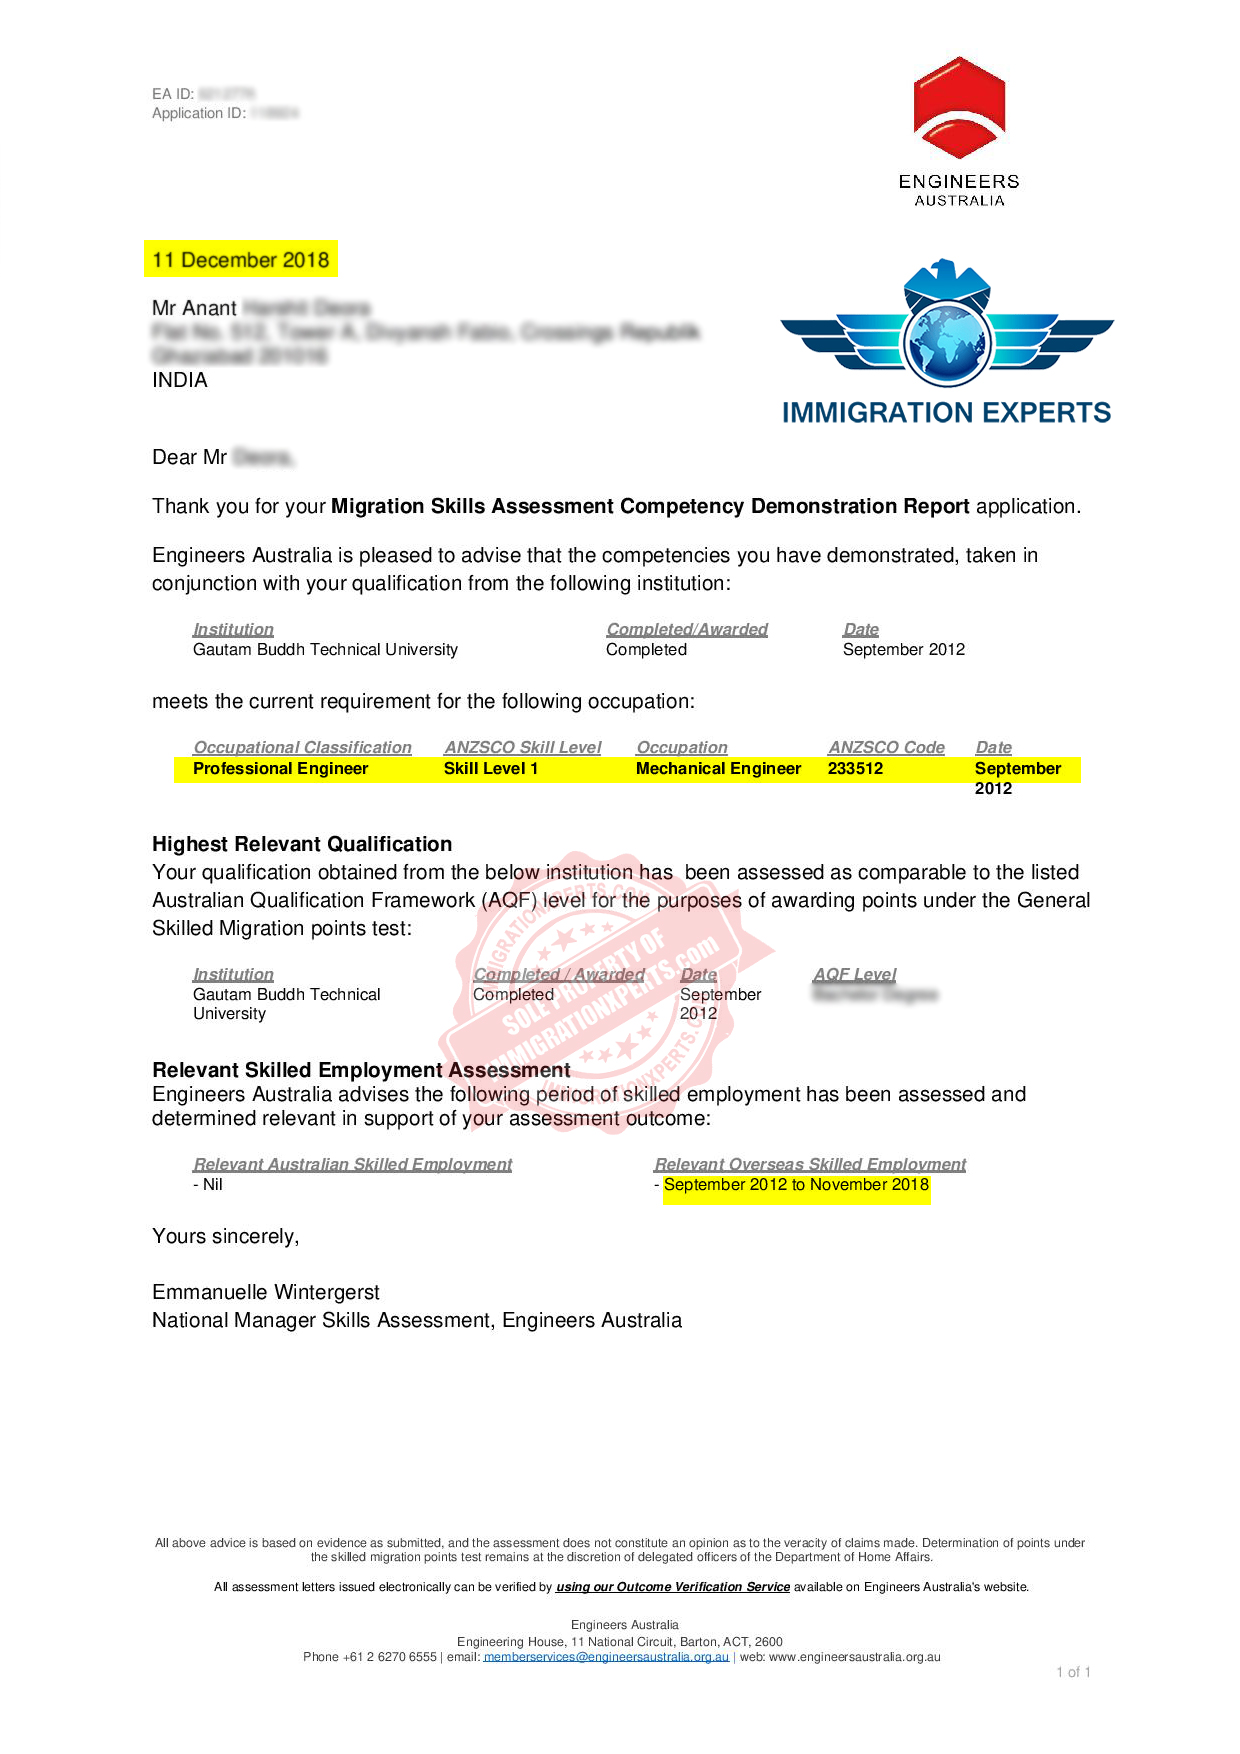 EA ID:
Application ID:
ENGINEERS
AUSTRALIA
11 December 2018
Mr Anant
INDIA
IMMIGRATION EXPERTS
Dear Mr
Thank you for your Migration Skills Assessment Competency Demonstration Report application.
Engineers Australia is pleased to advise that the competencies you have demonstrated, taken in
conjunction with your qualification from the following institution:
Institution Completed/Awarded Date
Gautam Buddh Technical University Completed September 2012
meets the current requirement for the following occupation:
Occupational Classification ANZSCO Skill Level Occupation ANZSCO Code Date
Professional Engineer Skill Level 1 Mechanical Engineer 233512 September
2012
Highest Relevant Qualification
Your qualification obtained from the below institution has been assessed as comparable to the listed
Australian Qualification Framework (AQF) level for the purposes of awarding points under the General
Skilled Migration points test:
Institution Completed / Awarded Date AQF Level
Gautam Buddh Technical Completed September
University 2012
IMMIGRATIONXPERTS.COM
SOLE PROPERTY OF
IMMIGRATIONXPERTS.com
IMMIGRATIONXPERTS.COM
Relevant Skilled Employment Assessment
Engineers Australia advises the following period of skilled employment has been assessed and
determined relevant in support of your assessment outcome:
Relevant Australian Skilled Employment Relevant Overseas Skilled Employment
- Nil - September 2012 to November 2018
Yours sincerely,
Emmanuelle Wintergerst
National Manager Skills Assessment, Engineers Australia
All above advice is based on evidence as submitted, and the assessment does not constitute an opinion as to the veracity of claims made. Determination of points under
the skilled migration points test remains at the discretion of delegated officers of the Department of Home Affairs.
All assessment letters issued electronically can be verified by using our Outcome Verification Service available on Engineers Australia's website.
Engineers Australia
Engineering House, 11 National Circuit, Barton, ACT, 2600
Phone +61 2 6270 6555 | email: memberservices@engineersaustralia.org.au | web: www.engineersaustralia.org.au
1 of 1